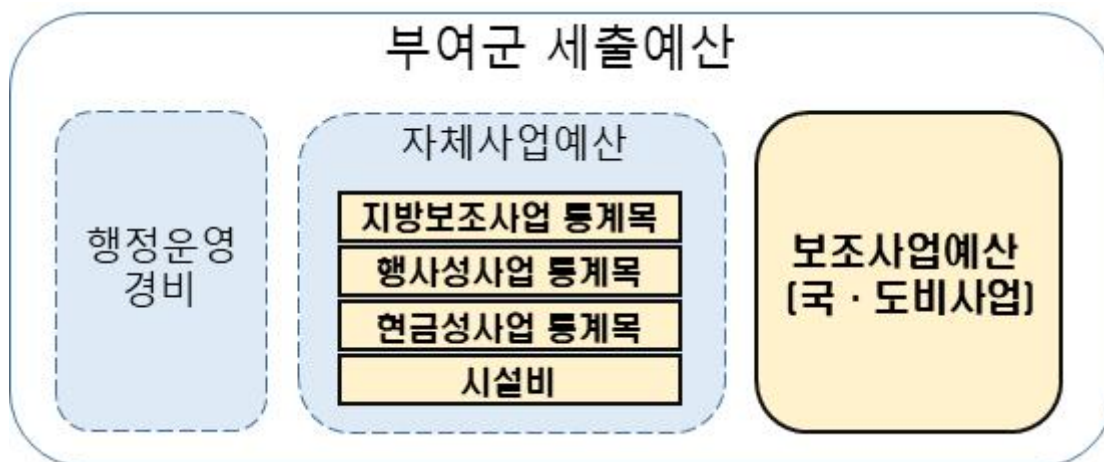 부여군 세출예산
행정운영
경비
자체사업예산
지방보조사업 통계목
행사성사업 통계목
현금성사업 통계목
시설비
보조사업예산
(국 · 도비사업)